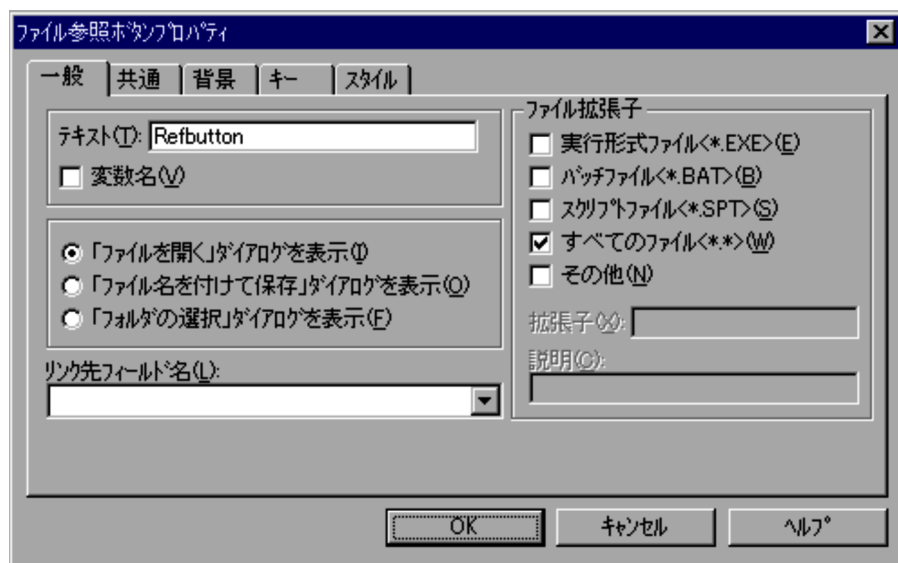 ファイル参照ﾎﾞﾀﾝﾌﾟﾛﾊﾟﾃｨ
一般 共通 背景 ｷｰ ｽﾀｲﾙ
テキスト(T): Refbutton
変数名(V)
「ファイルを開く」ﾀﾞｲｱﾛｸﾞを表示(I)
「ファイル名を付けて保存」ﾀﾞｲｱﾛｸﾞを表示(O)
「フォルダの選択」ﾀﾞｲｱﾛｸﾞを表示(F)
ﾘﾝｸ先フィールﾄﾞ名(L):
ファイル拡張子
実行形式ファイル<*.EXE>(E)
ﾊﾞｯﾁファイル<*.BAT>(B)
ｽｸﾘﾌﾟﾄファイル<*.SPT>(S)
すべてのファイル<*.*>(W)
その他(N)
拡張子(X):
説明(C):
OK ｷｬﾝｾﾙ ﾍﾙﾌﾟ